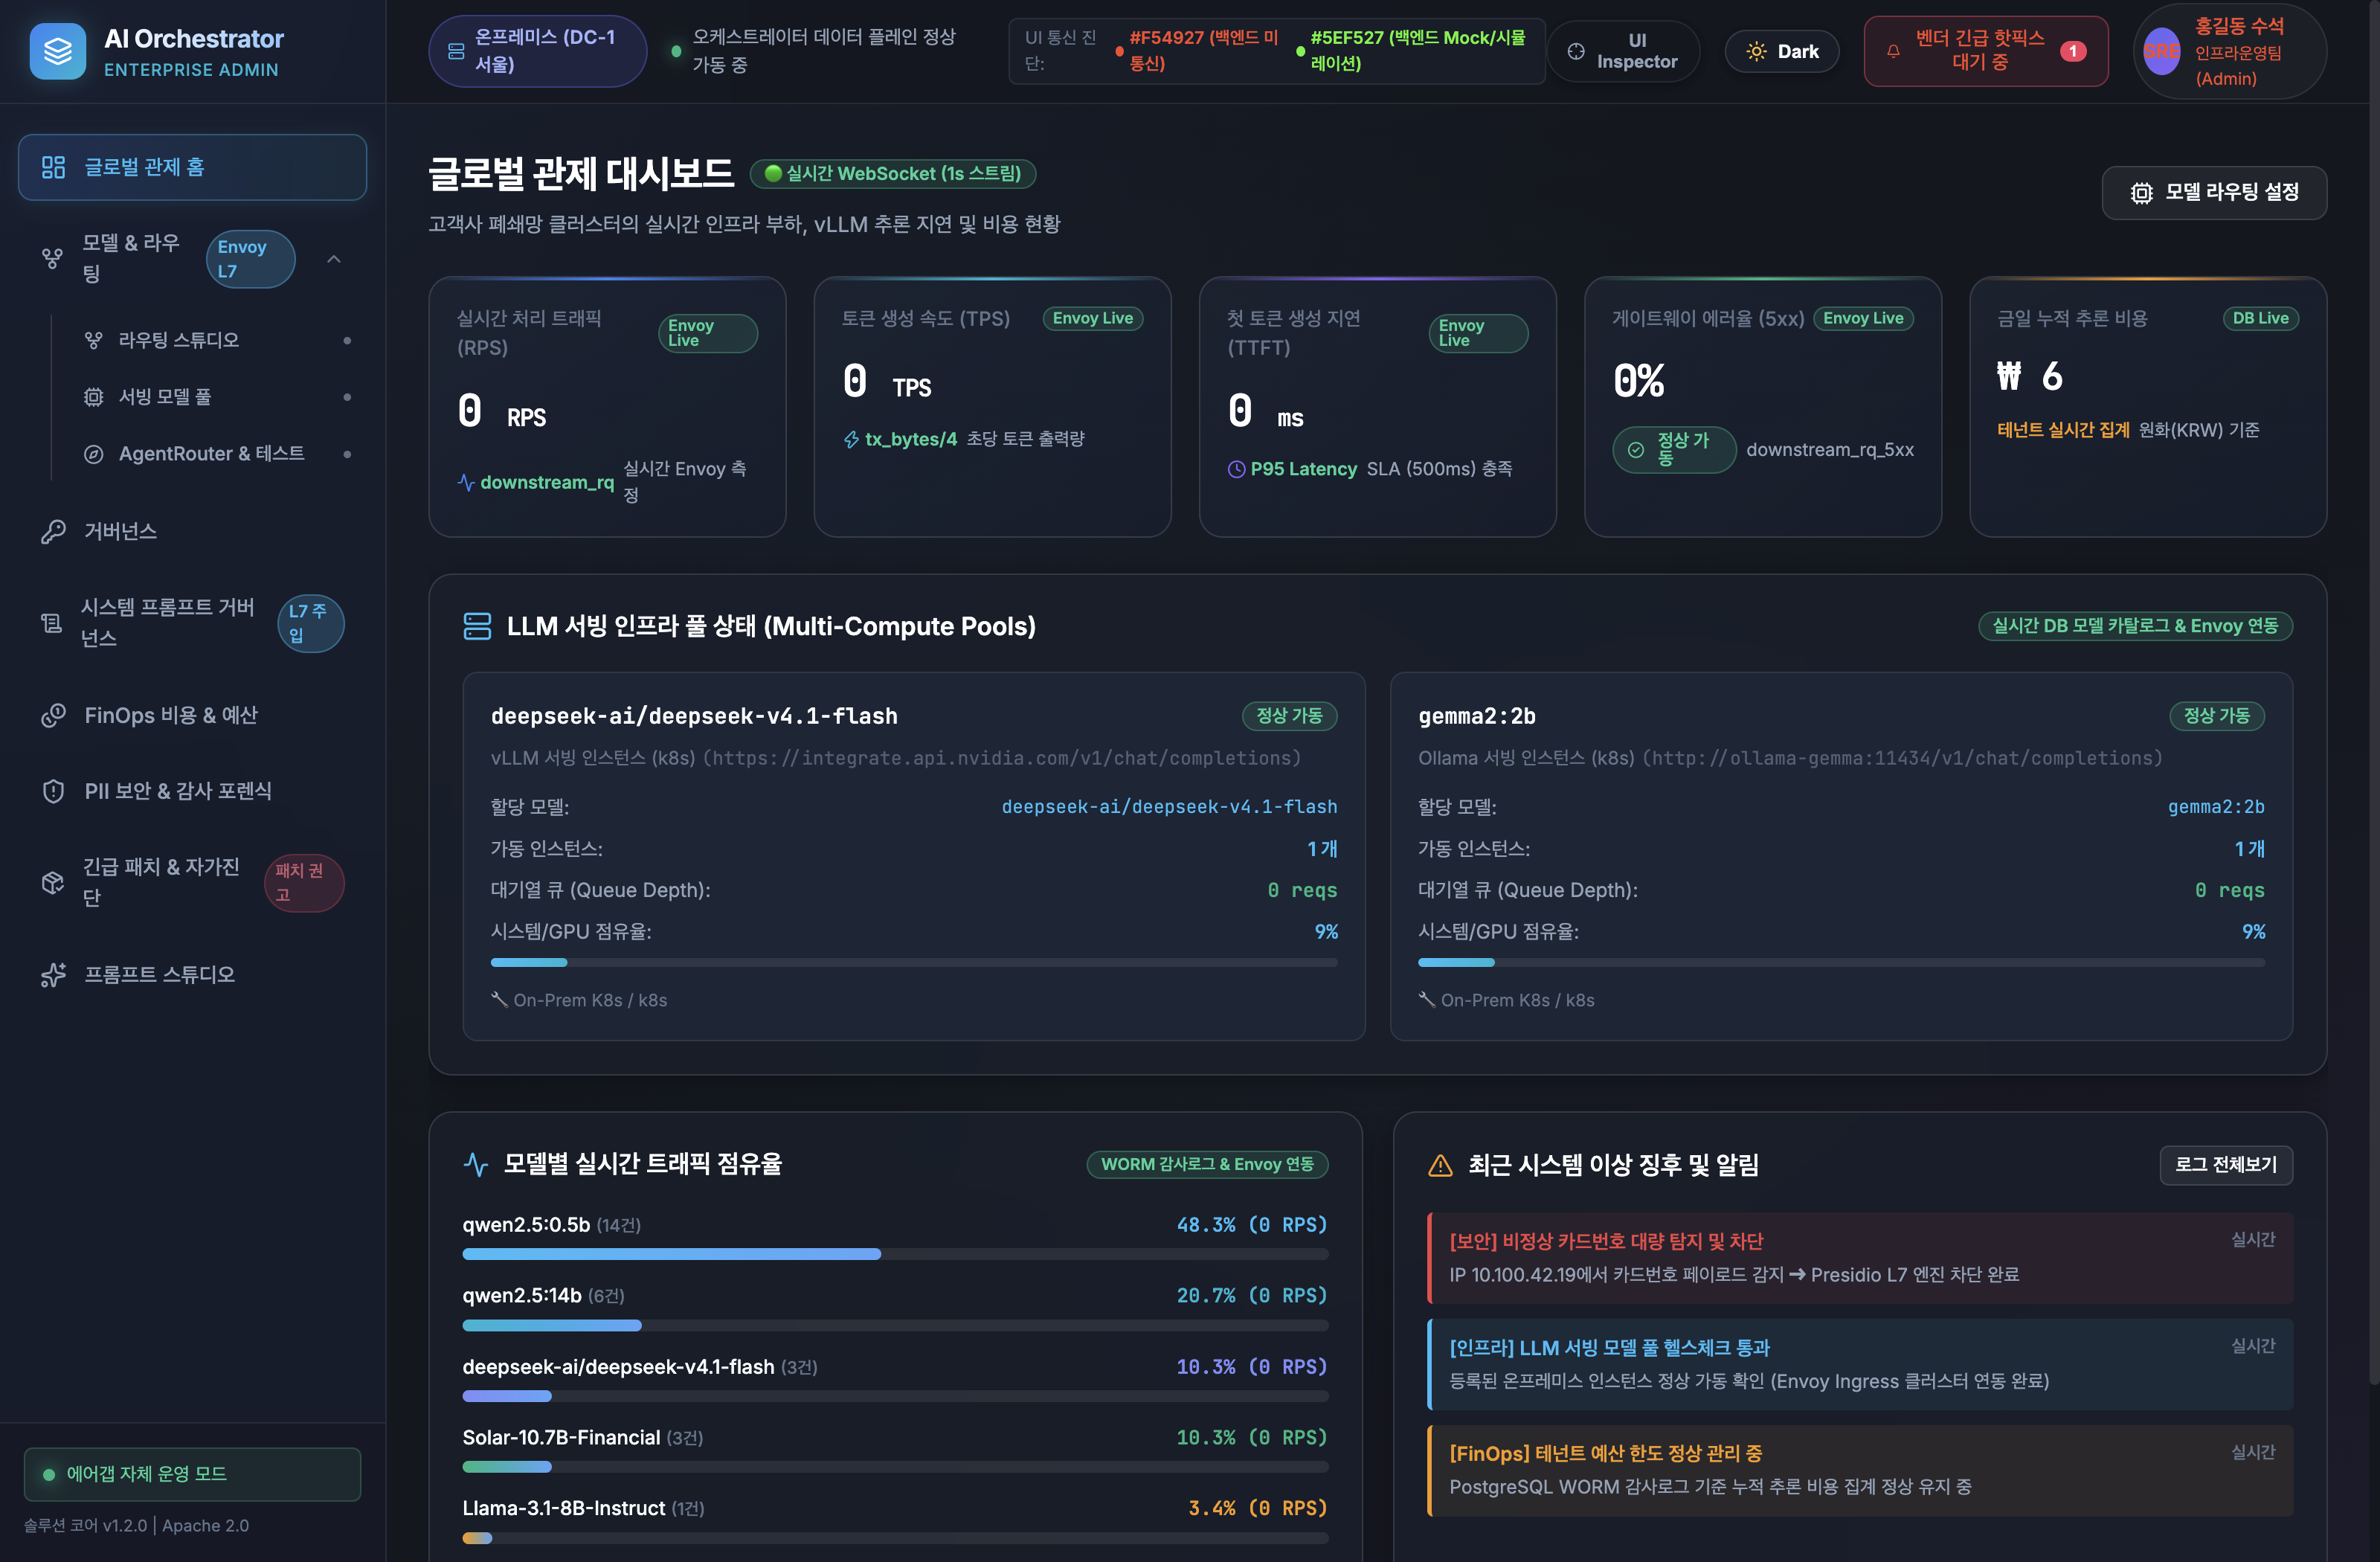 AI Orchestrator
ENTERPRISE ADMIN
온프레미스 (DC-1
서울)
오케스트레이터 데이터 플레인 정상
가동 중
UI 통신 진
단:
#F54927 (백엔드 미
통신)
#5EF527 (백엔드 Mock/시뮬
레이션)
UI
Inspector
Dark
벤더 긴급 핫픽스
대기 중
1
SRE
홍길동 수석
인프라운영팀
(Admin)
글로벌 관제 홈
모델 & 라우
팅
Envoy
L7
라우팅 스튜디오
서빙 모델 풀
AgentRouter & 테스트
거버넌스
시스템 프롬프트 거버
넌스
L7 주
입
FinOps 비용 & 예산
PII 보안 & 감사 포렌식
긴급 패치 & 자가진
단
패치 권
고
프롬프트 스튜디오
에어갭 자체 운영 모드
솔루션 코어 v1.2.0 | Apache 2.0
글로벌 관제 대시보드
실시간 WebSocket (1s 스트림)
고객사 폐쇄망 클러스터의 실시간 인프라 부하, vLLM 추론 지연 및 비용 현황
모델 라우팅 설정
실시간 처리 트래픽
(RPS)
Envoy
Live
0 RPS
downstream_rq
실시간 Envoy 측
정
토큰 생성 속도 (TPS)
Envoy Live
0 TPS
tx_bytes/4 초당 토큰 출력량
첫 토큰 생성 지연
(TTFT)
Envoy
Live
0 ms
P95 Latency SLA (500ms) 충족
게이트웨이 에러율 (5xx)
Envoy Live
0%
정상 가
동
downstream_rq_5xx
금일 누적 추론 비용
DB Live
₩ 6
테넌트 실시간 집계 원화(KRW) 기준
LLM 서빙 인프라 풀 상태 (Multi-Compute Pools)
실시간 DB 모델 카탈로그 & Envoy 연동
deepseek-ai/deepseek-v4.1-flash
정상 가동
vLLM 서빙 인스턴스 (k8s) (https://integrate.api.nvidia.com/v1/chat/completions)
할당 모델: deepseek-ai/deepseek-v4.1-flash
가동 인스턴스: 1 개
대기열 큐 (Queue Depth): 0 reqs
시스템/GPU 점유율: 9%
On-Prem K8s / k8s
gemma2:2b
정상 가동
Ollama 서빙 인스턴스 (k8s) (http://ollama-gemma:11434/v1/chat/completions)
할당 모델: gemma2:2b
가동 인스턴스: 1 개
대기열 큐 (Queue Depth): 0 reqs
시스템/GPU 점유율: 9%
On-Prem K8s / k8s
모델별 실시간 트래픽 점유율
WORM 감사로그 & Envoy 연동
qwen2.5:0.5b (14건) 48.3% (0 RPS)
qwen2.5:14b (6건) 20.7% (0 RPS)
deepseek-ai/deepseek-v4.1-flash (3건) 10.3% (0 RPS)
Solar-10.7B-Financial (3건) 10.3% (0 RPS)
Llama-3.1-8B-Instruct (1건) 3.4% (0 RPS)
최근 시스템 이상 징후 및 알림
로그 전체보기
[보안] 비정상 카드번호 대량 탐지 및 차단 실시간
IP 10.100.42.19에서 카드번호 페이로드 감지 → Presidio L7 엔진 차단 완료
[인프라] LLM 서빙 모델 풀 헬스체크 통과 실시간
등록된 온프레미스 인스턴스 정상 가동 확인 (Envoy Ingress 클러스터 연동 완료)
[FinOps] 테넌트 예산 한도 정상 관리 중 실시간
PostgreSQL WORM 감사로그 기준 누적 추론 비용 집계 정상 유지 중